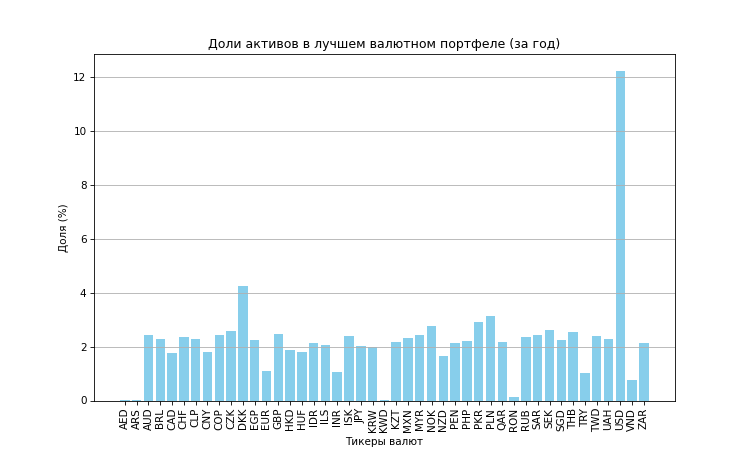 Доли активов в лучшем валютном портфеле (за год)
Доля (%)
12
10
8
6
4
2
0
AED
ARS
AUD
BRL
CAD
CHF
CLP
CNY
COP
CZK
DKK
EGP
EUR
GBP
HKD
HUF
IDR
ILS
INR
ISK
JPY
KRW
KWD
KZT
MXN
MYR
NOK
NZD
PEN
PHP
PKR
PLN
QAR
RON
RUB
SAR
SEK
SGD
THB
TRY
TWD
UAH
USD
VND
ZAR
Тикеры валют